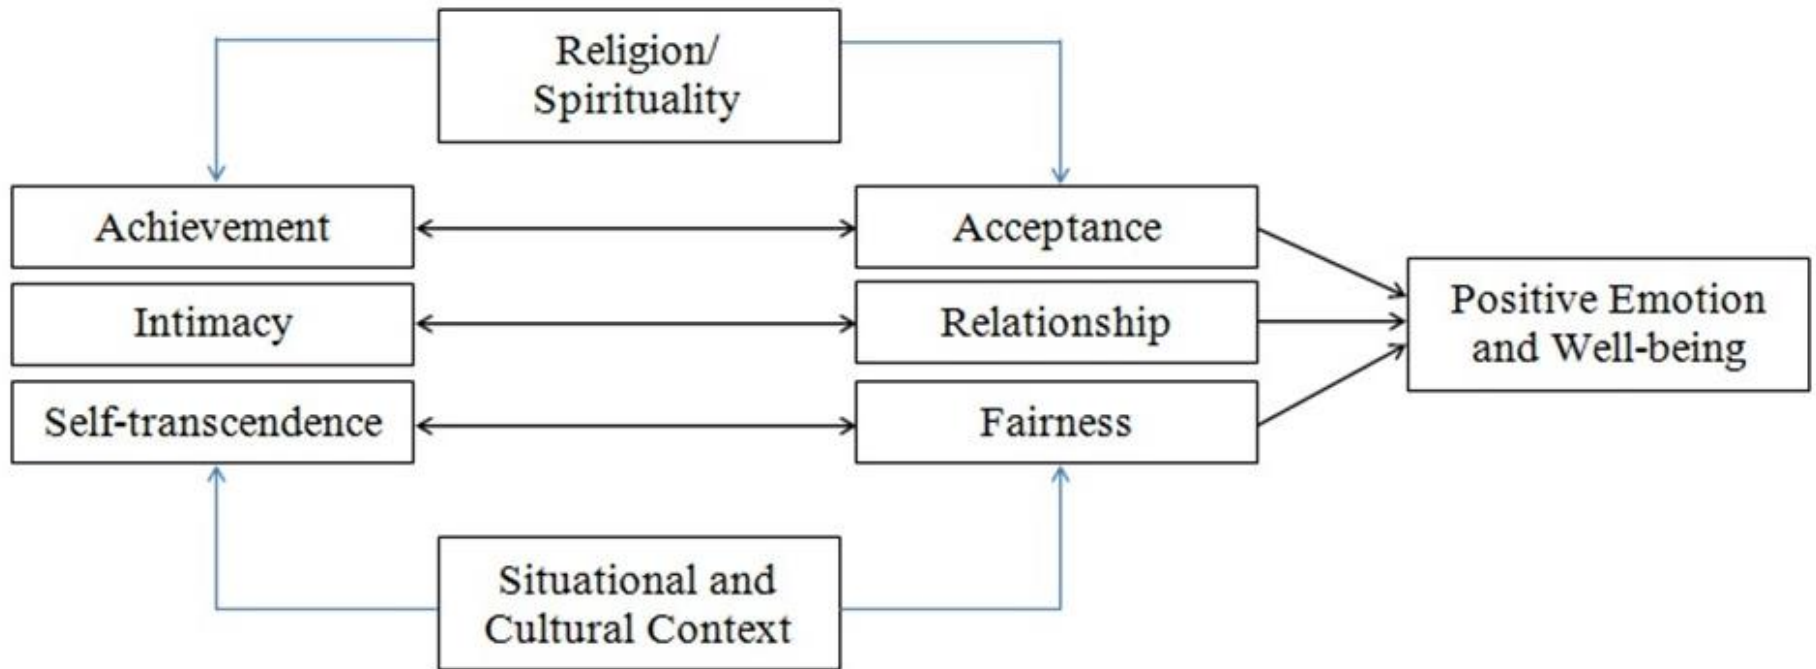 Religion/
Spirituality
Achievement
Acceptance
Intimacy
Relationship
Positive Emotion
and Well-being
Self-transcendence
Fairness
Situational and
Cultural Context